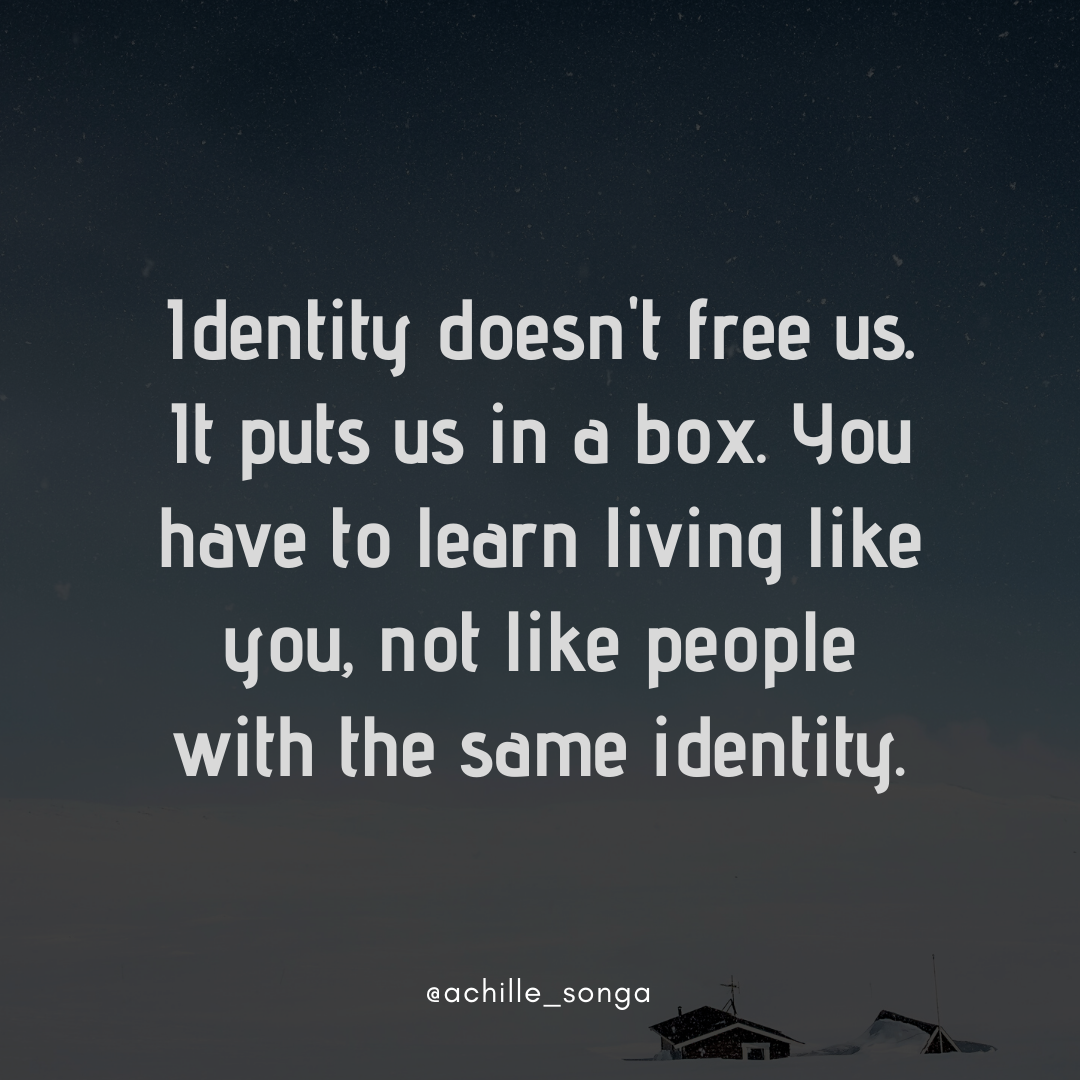 Identity doesn't free us.
It puts us in a box. You
have to learn living like
you, not like people
with the same identity.
@achille_songa